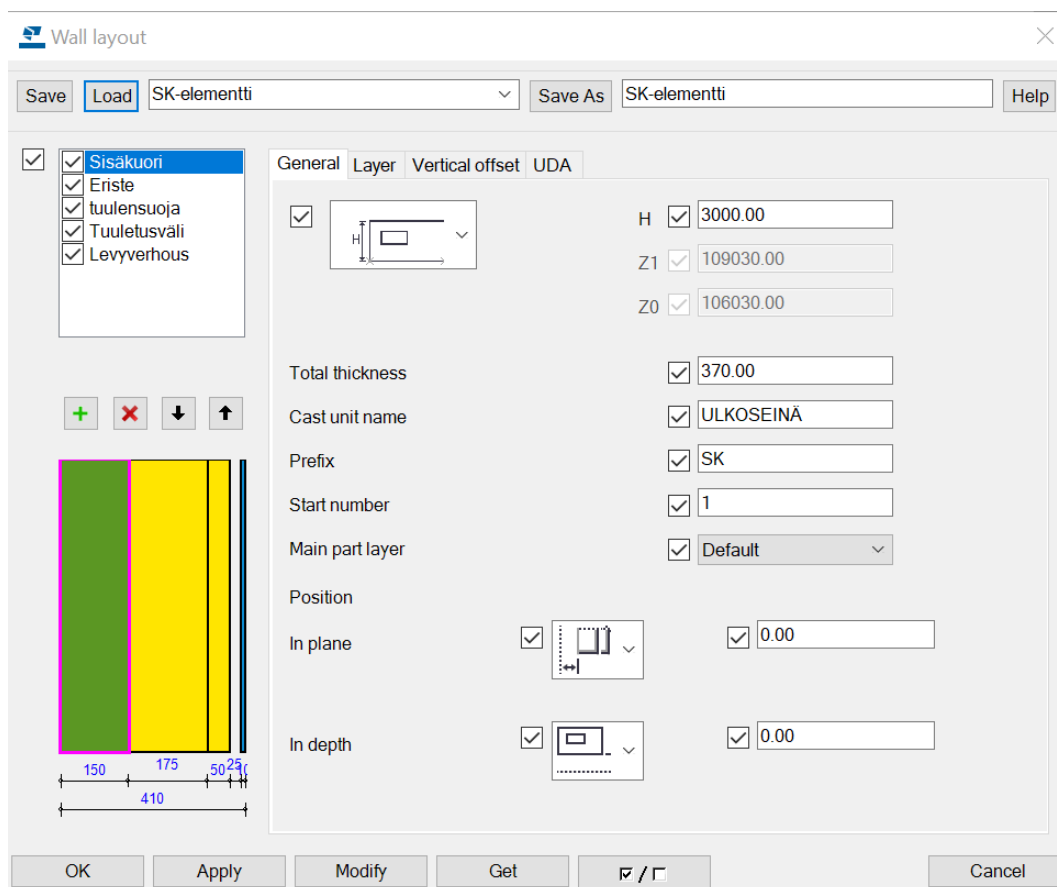 Wall layout
Save Load SK-elementti Save As SK-elementti Help
Sisäkuori
Eriste
tuulensuoja
Tuuletusväli
Levyverhous
General Layer Vertical offset UDA
H
H 3000.00
Z1 109030.00
Z0 106030.00
Total thickness 370.00
Cast unit name ULKOSEINÄ
Prefix SK
Start number 1
Main part layer Default
Position
In plane 0.00
In depth 0.00
150 175 50 25
410
OK Apply Modify Get / Cancel